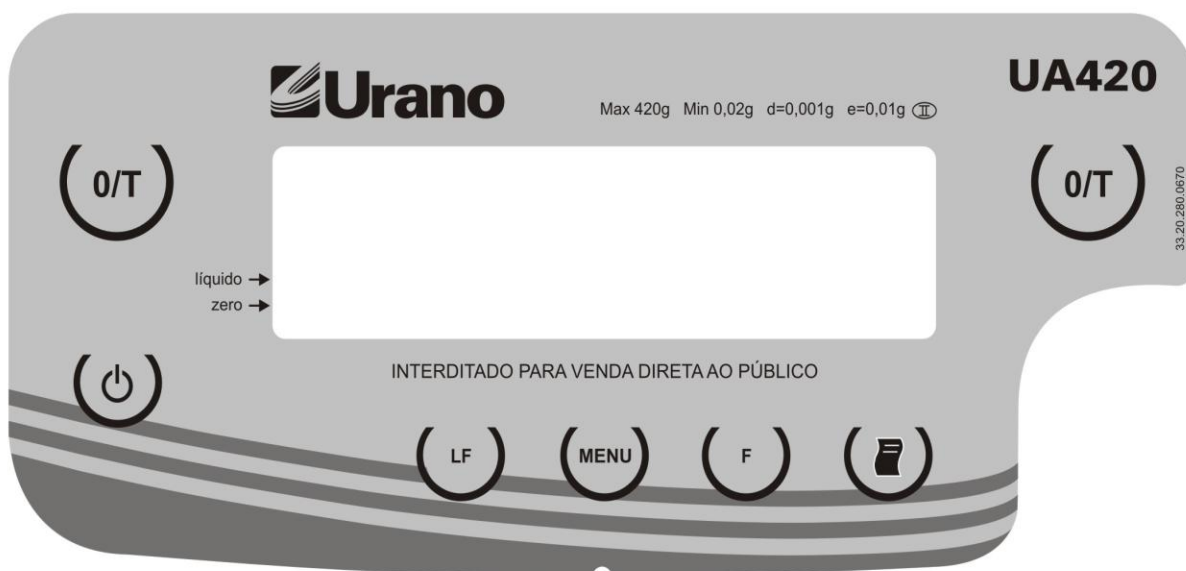 Urano
UA420
Max 420g Min 0,02g d=0,001g e=0,01g II
0/T
0/T
33.20.280.0670
líquido
zero
INTERDITADO PARA VENDA DIRETA AO PÚBLICO
LF
MENU
F